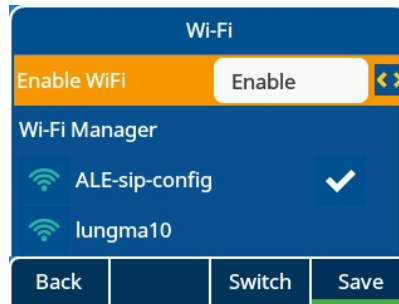 Wi-Fi
Enable WiFi Enable < >
Wi-Fi Manager
ALE-sip-config
lungma10
Back Switch Save